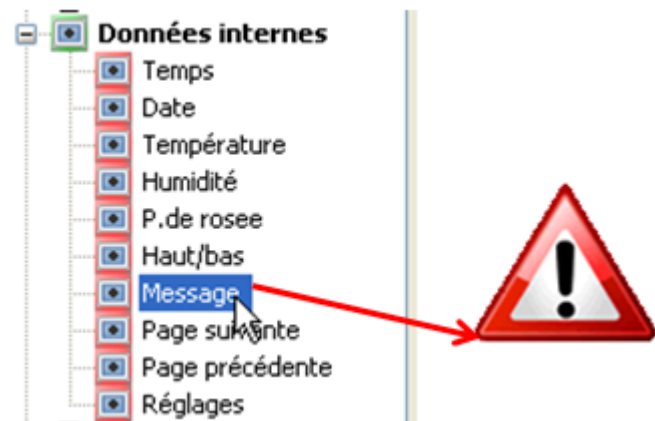 Données internes
Temps
Date
Température
Humidité
P.de rosee
Haut/bas
Message
Page suivante
Page précédente
Réglages